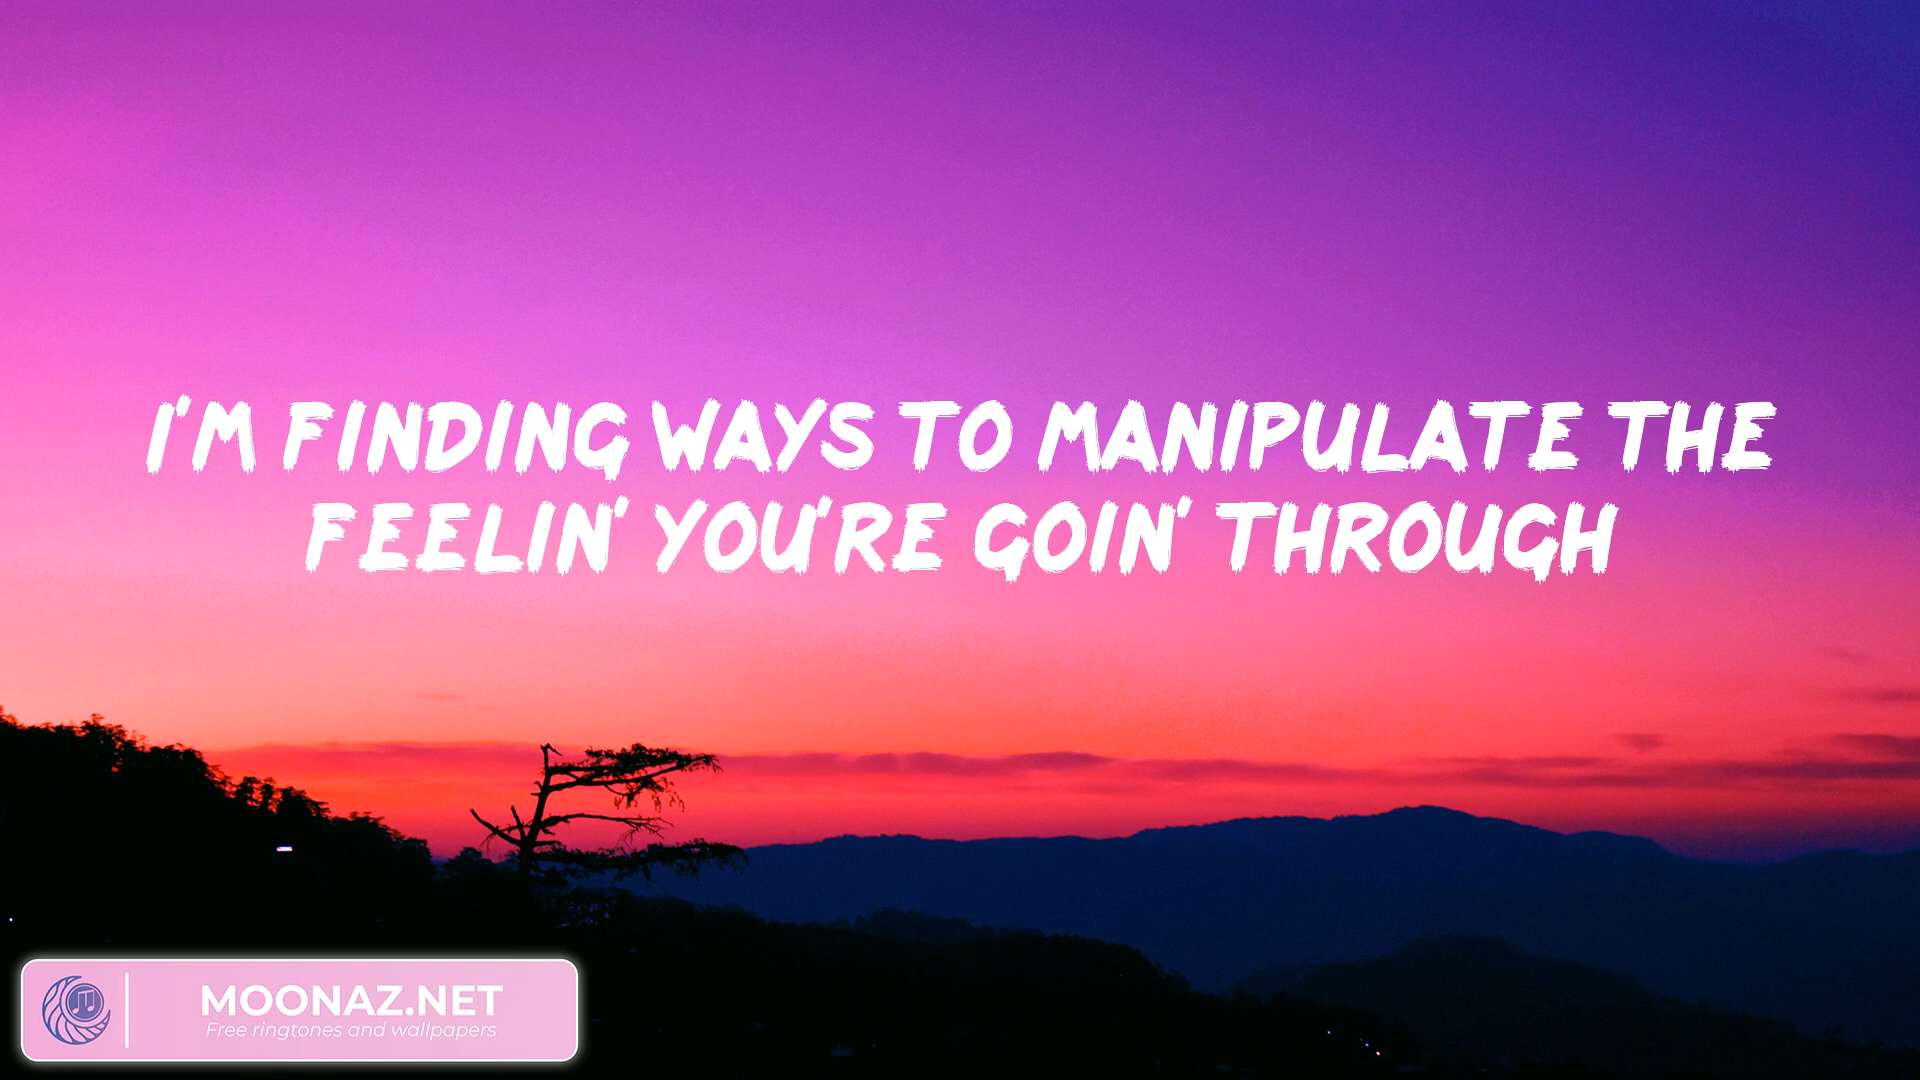 I'M FINDING WAYS TO MANIPULATE THE
FEELIN' YOU'RE GOIN' THROUGH
MOONAZ.NET
Free ringtones and wallpapers